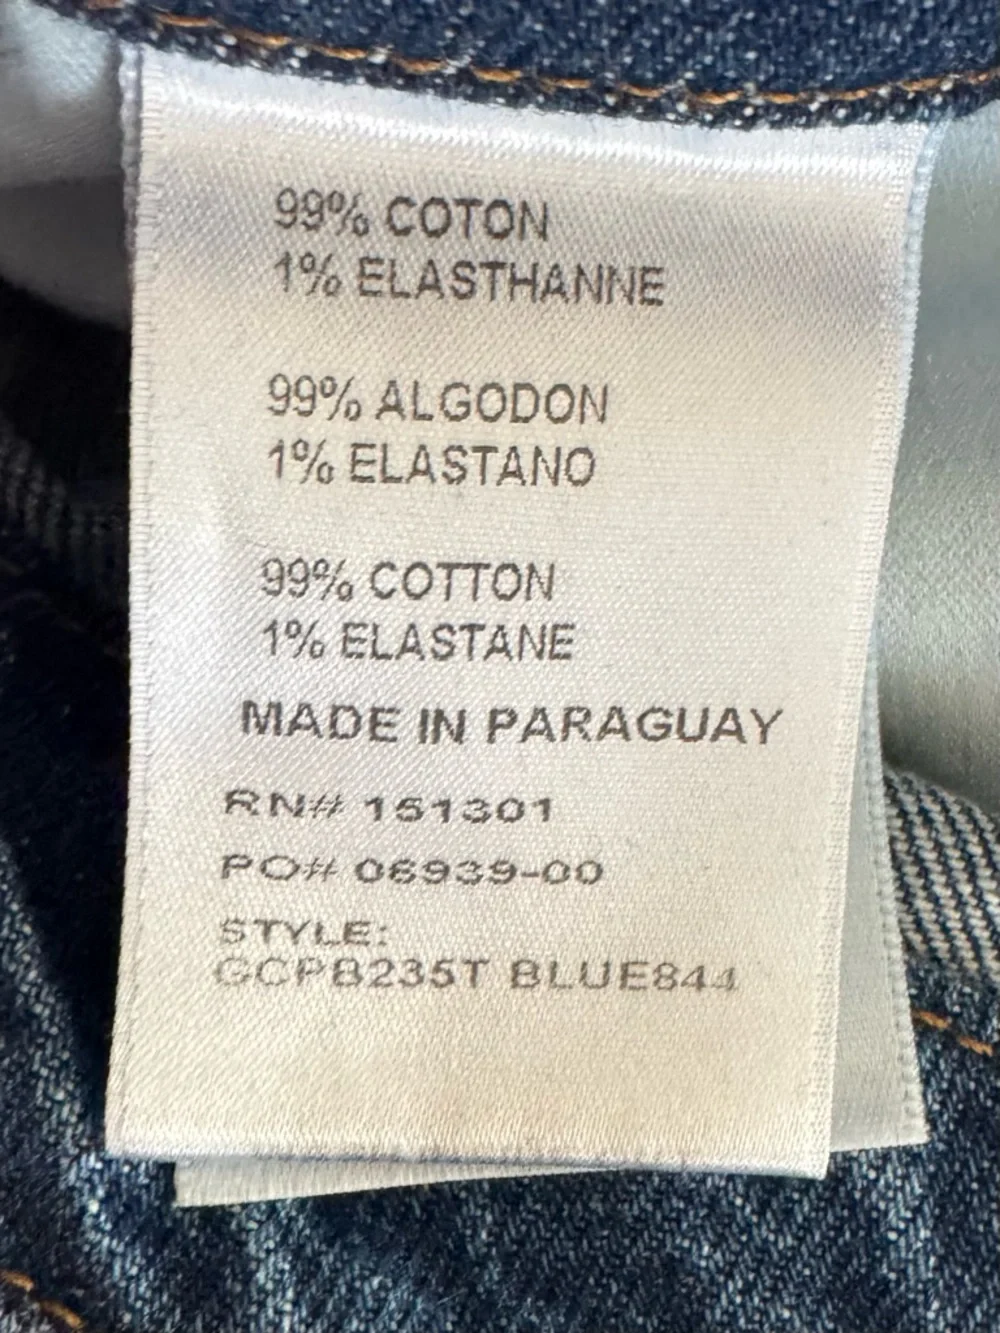 99% COTON
1% ELASTHANNE
99% ALGODON
1% ELASTANO
99% COTTON
1% ELASTANE
MADE IN PARAGUAY
RN# 151301
PO# 06939-00
STYLE:
GCPB235T BLUE844